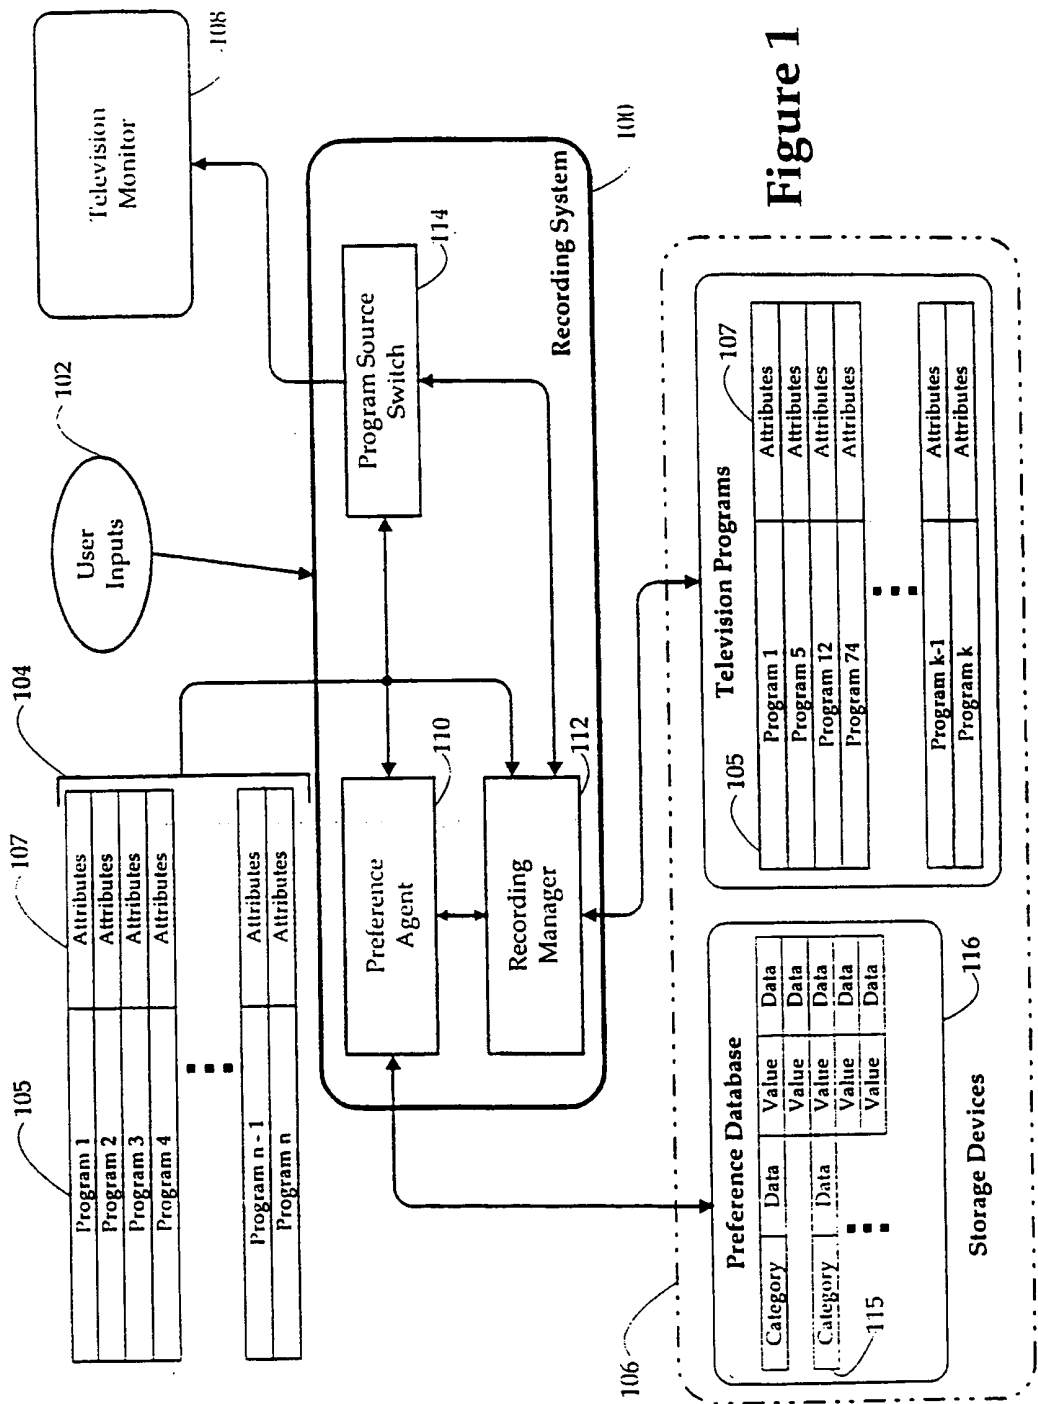 105
107
104
Program 1 Attributes
Program 2 Attributes
Program 3 Attributes
Program 4 Attributes
Program n - 1 Attributes
Program n Attributes
User
Inputs
102
Television
Monitor
108
Preference
Agent
110
Recording
Manager
112
Program Source
Switch
114
Recording System
100
106
Preference Database
Category Data Value Data
Value Data
Category Data Value Data
Value Data
Value Data
115
116
Storage Devices
Television Programs
105
107
Program 1 Attributes
Program 5 Attributes
Program 12 Attributes
Program 74 Attributes
Program k-1 Attributes
Program k Attributes
Figure 1